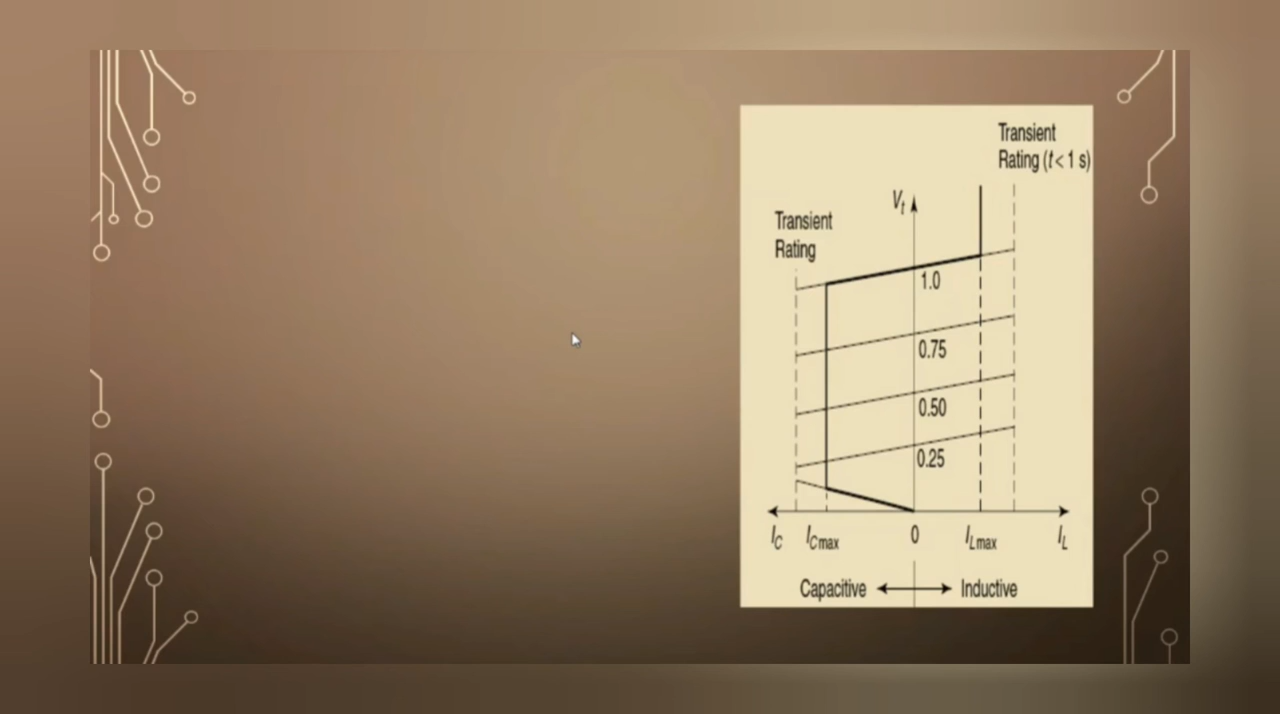 Transient
Rating (t < 1 s)
Vt
Transient
Rating
1.0
0.75
0.50
0.25
IC ICmax 0 ILmax IL
Capacitive Inductive